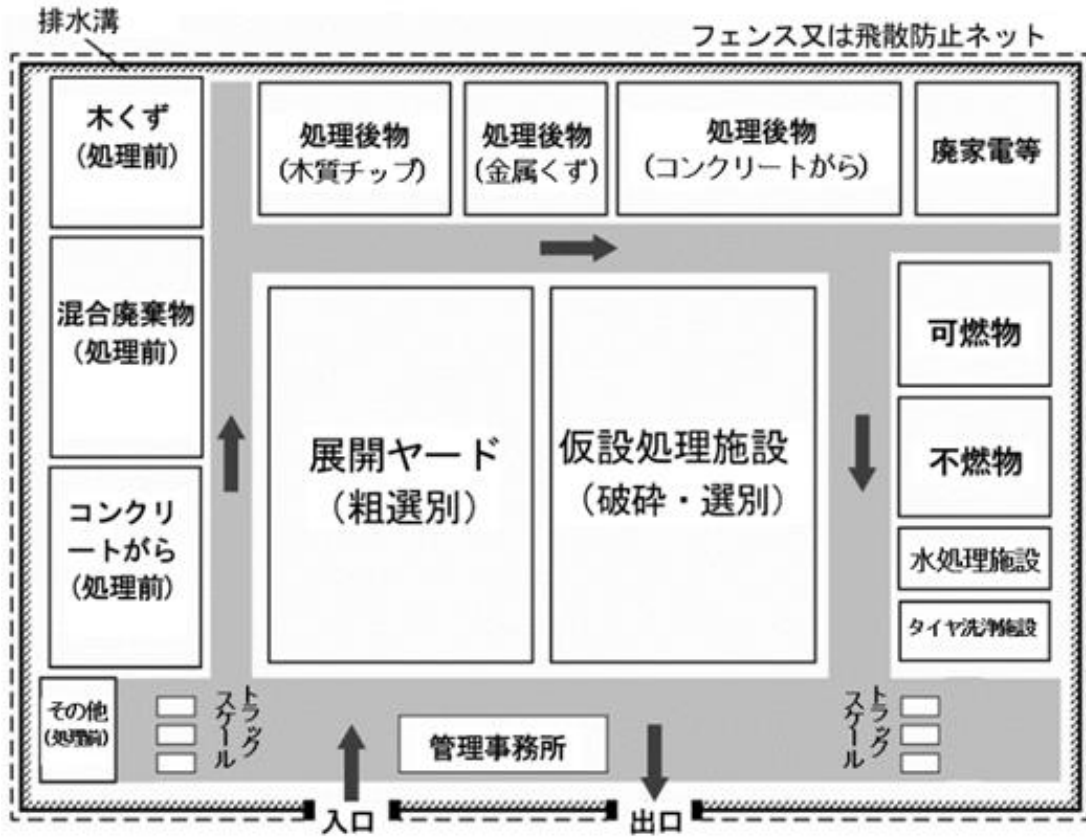 排水溝
フェンス又は飛散防止ネット
木くず
(処理前)
処理後物
(木質チップ)
処理後物
(金属くず)
処理後物
(コンクリートがら)
廃家電等
混合廃棄物
(処理前)
可燃物
展開ヤード
(粗選別)
仮設処理施設
(破砕・選別)
不燃物
コンクリ
ートがら
(処理前)
水処理施設
タイヤ洗浄施設
その他
(処理前)
トラック
スケール
管理事務所
トラック
スケール
入口
出口